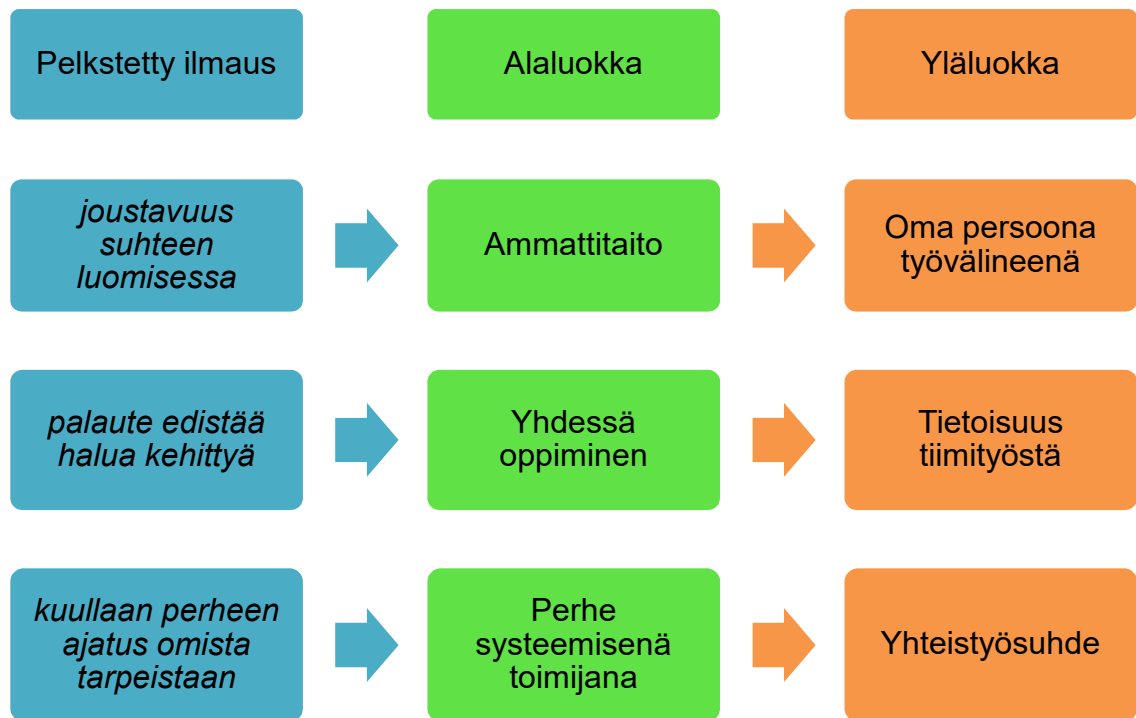 Pelkstetty ilmaus
Alaluokka
Yläluokka
joustavuus
suhteen
luomisessa
Ammattitaito
Oma persoona
työvälineenä
palaute edistää
halua kehittyä
Yhdessä
oppiminen
Tietoisuus
tiimityöstä
kuullaan perheen
ajatus omista
tarpeistaan
Perhe
systeemisenä
toimijana
Yhteistyösuhde